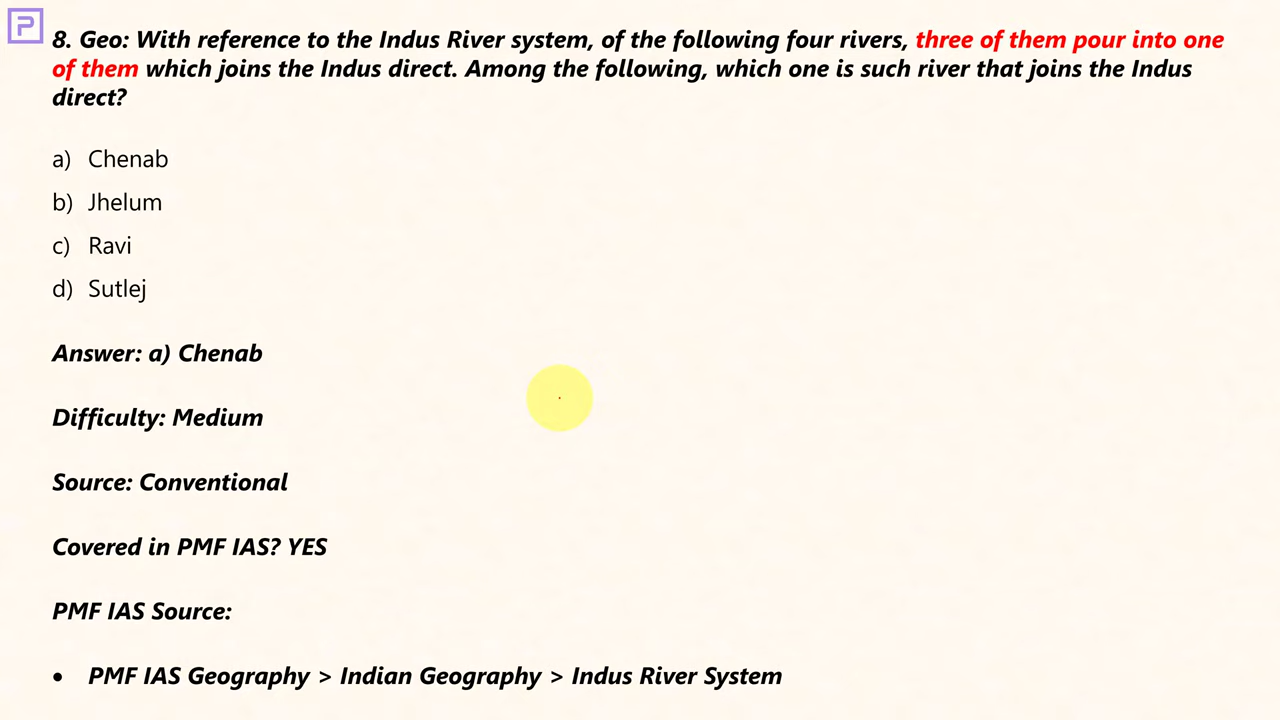 8. Geo: With reference to the Indus River system, of the following four rivers, three of them pour into one
of them which joins the Indus direct. Among the following, which one is such river that joins the Indus
direct?
a) Chenab
b) Jhelum
c) Ravi
d) Sutlej
Answer: a) Chenab
Difficulty: Medium
Source: Conventional
Covered in PMF IAS? YES
PMF IAS Source:
• PMF IAS Geography > Indian Geography > Indus River System